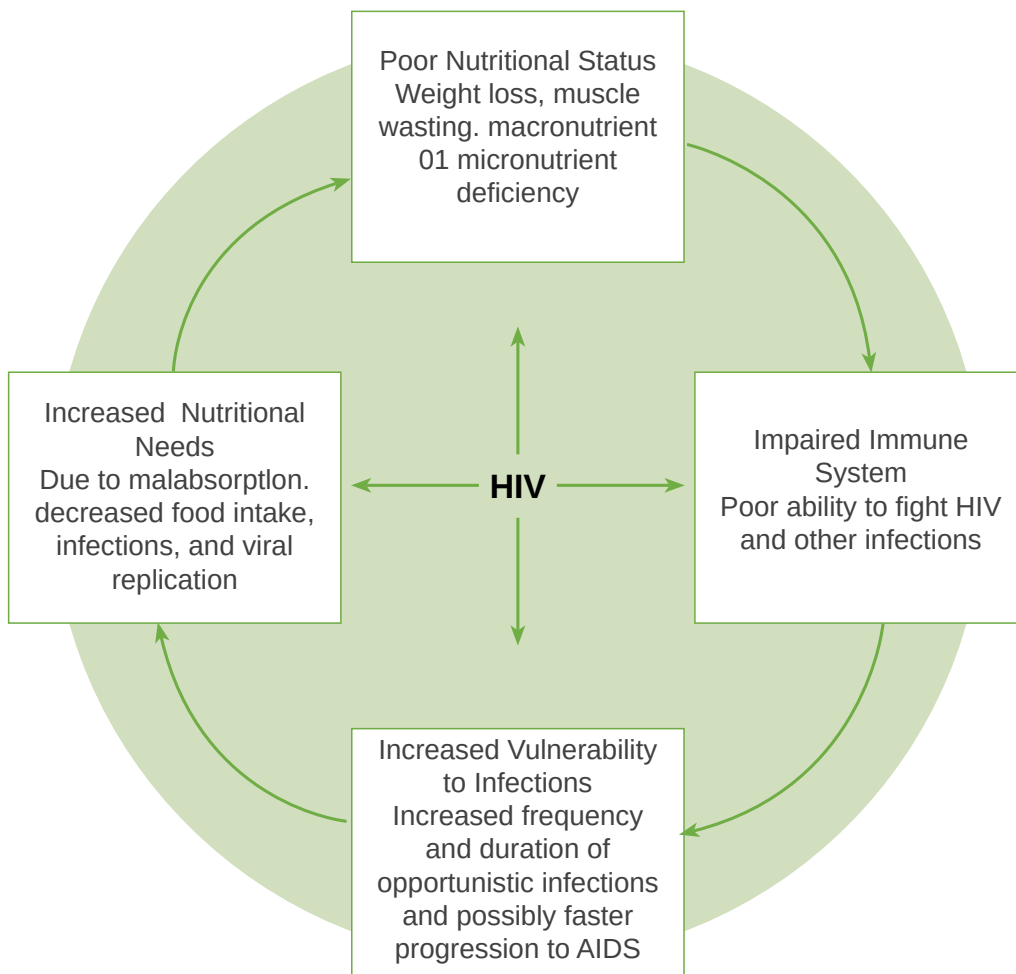 Poor Nutritional Status
Weight loss, muscle
wasting. macronutrient
01 micronutrient
deficiency
Increased Nutritional
Needs
Due to malabsorptlon.
decreased food intake,
infections, and viral
replication
HIV
Impaired Immune
System
Poor ability to fight HIV
and other infections
Increased Vulnerability
to Infections
Increased frequency
and duration of
opportunistic infections
and possibly faster
progression to AIDS